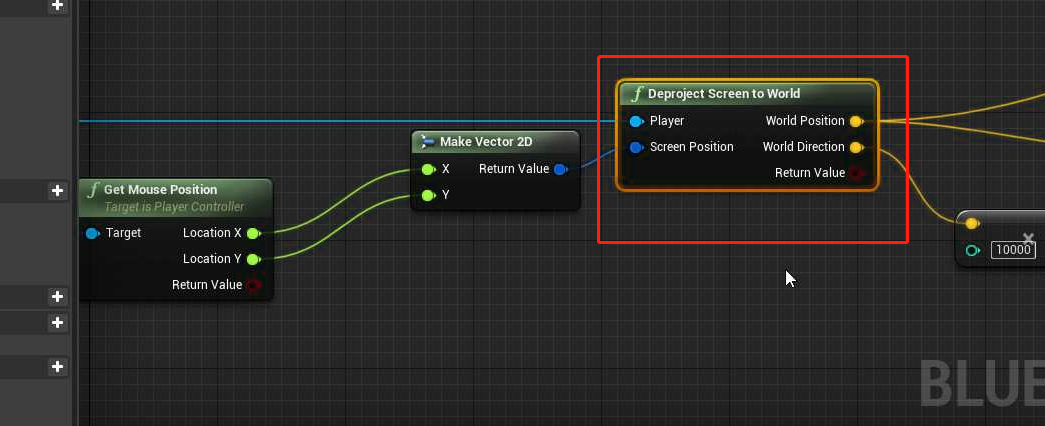 Deproject Screen to World
Player World Position
Screen Position World Direction
Return Value
Make Vector 2D
X Return Value
Y
Get Mouse Position
Target is Player Controller
Target Location X
Location Y
Return Value
10000
BLUE